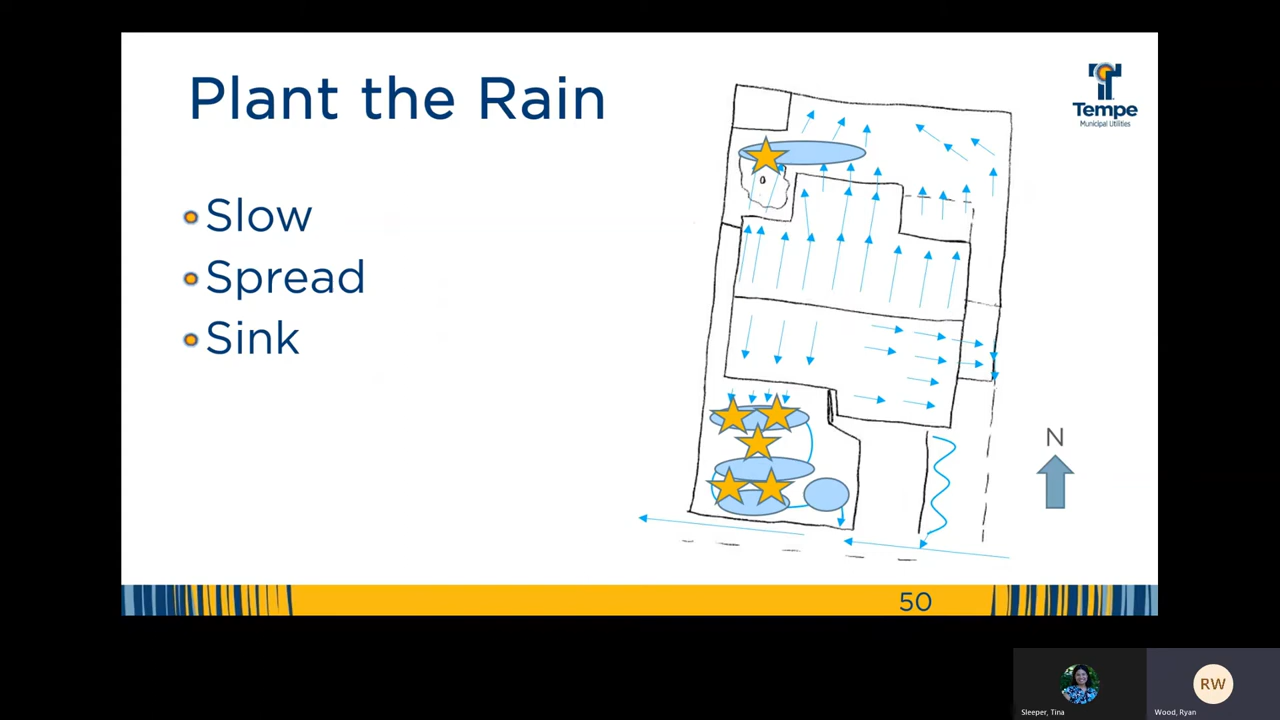 Plant the Rain
Tempe
Municipal Utilities
Slow
Spread
Sink
N
50
RW
Sleeper, Tina
Wood, Ryan